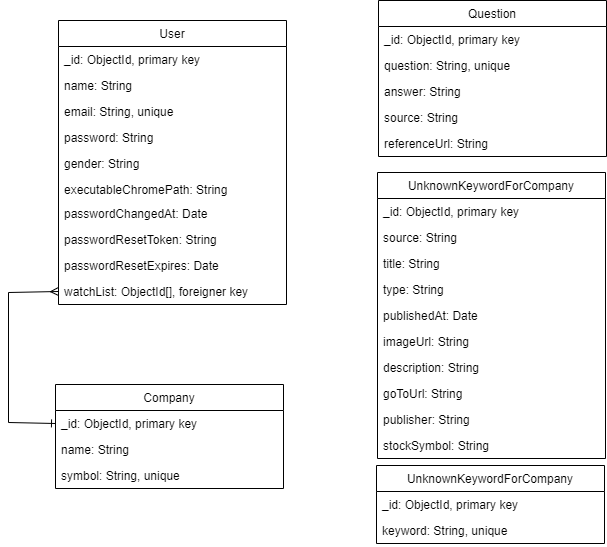 User
_id: ObjectId, primary key
name: String
email: String, unique
password: String
gender: String
executableChromePath: String
passwordChangedAt: Date
passwordResetToken: String
passwordResetExpires: Date
watchList: ObjectId[], foreigner key
Company
_id: ObjectId, primary key
name: String
symbol: String, unique
Question
_id: ObjectId, primary key
question: String, unique
answer: String
source: String
referenceUrl: String
UnknownKeywordForCompany
_id: ObjectId, primary key
source: String
title: String
type: String
publishedAt: Date
imageUrl: String
description: String
goToUrl: String
publisher: String
stockSymbol: String
UnknownKeywordForCompany
_id: ObjectId, primary key
keyword: String, unique